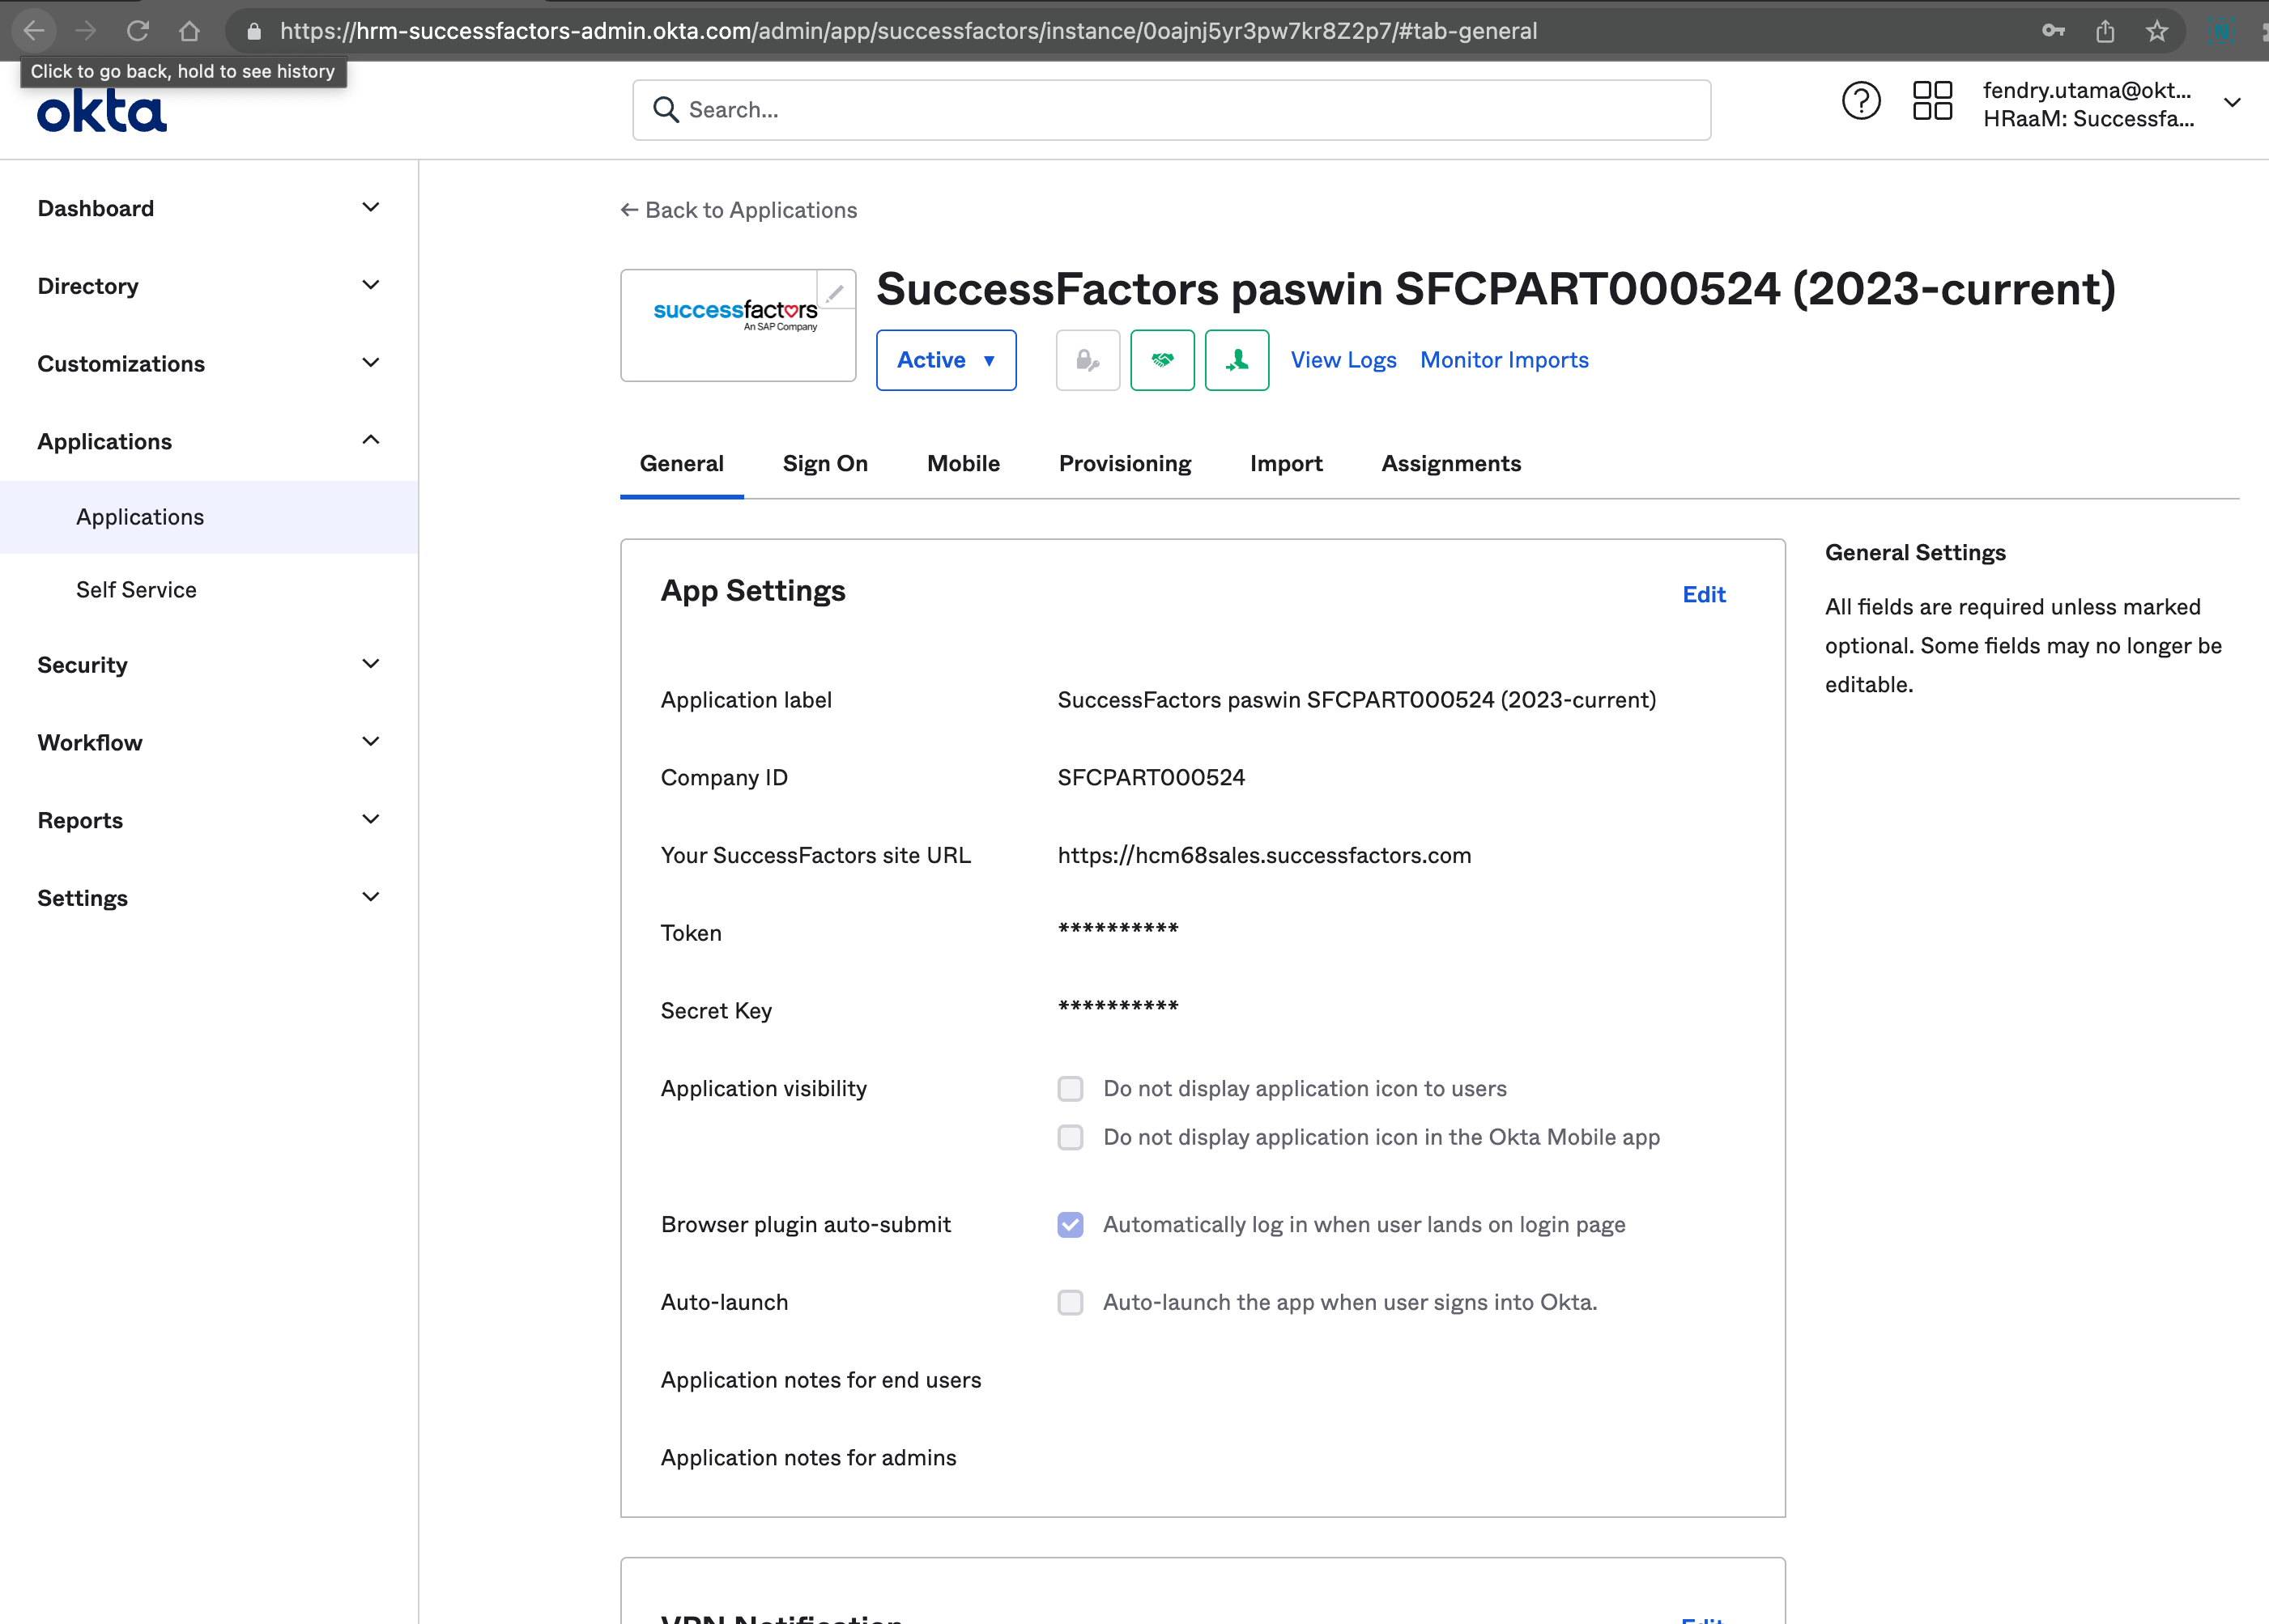 https://hrm-successfactors-admin.okta.com/admin/app/successfactors/instance/0oajnj5yr3pw7kr8Z2p7/#tab-general
Click to go back, hold to see history
okta
Search...
fendry.utama@okt...
HRaaM: Successfa...
Dashboard
Directory
Customizations
Applications
Applications
Self Service
Security
Workflow
Reports
Settings
← Back to Applications
successfactors
An SAP Company
SuccessFactors paswin SFCPART000524 (2023-current)
Active ▼
View Logs
Monitor Imports
General
Sign On
Mobile
Provisioning
Import
Assignments
App Settings
Edit
Application label
SuccessFactors paswin SFCPART000524 (2023-current)
Company ID
SFCPART000524
Your SuccessFactors site URL
https://hcm68sales.successfactors.com
Token
**********
Secret Key
**********
Application visibility
Do not display application icon to users
Do not display application icon in the Okta Mobile app
Browser plugin auto-submit
Automatically log in when user lands on login page
Auto-launch
Auto-launch the app when user signs into Okta.
Application notes for end users
Application notes for admins
General Settings
All fields are required unless marked
optional. Some fields may no longer be
editable.
VPN Notification
Edit